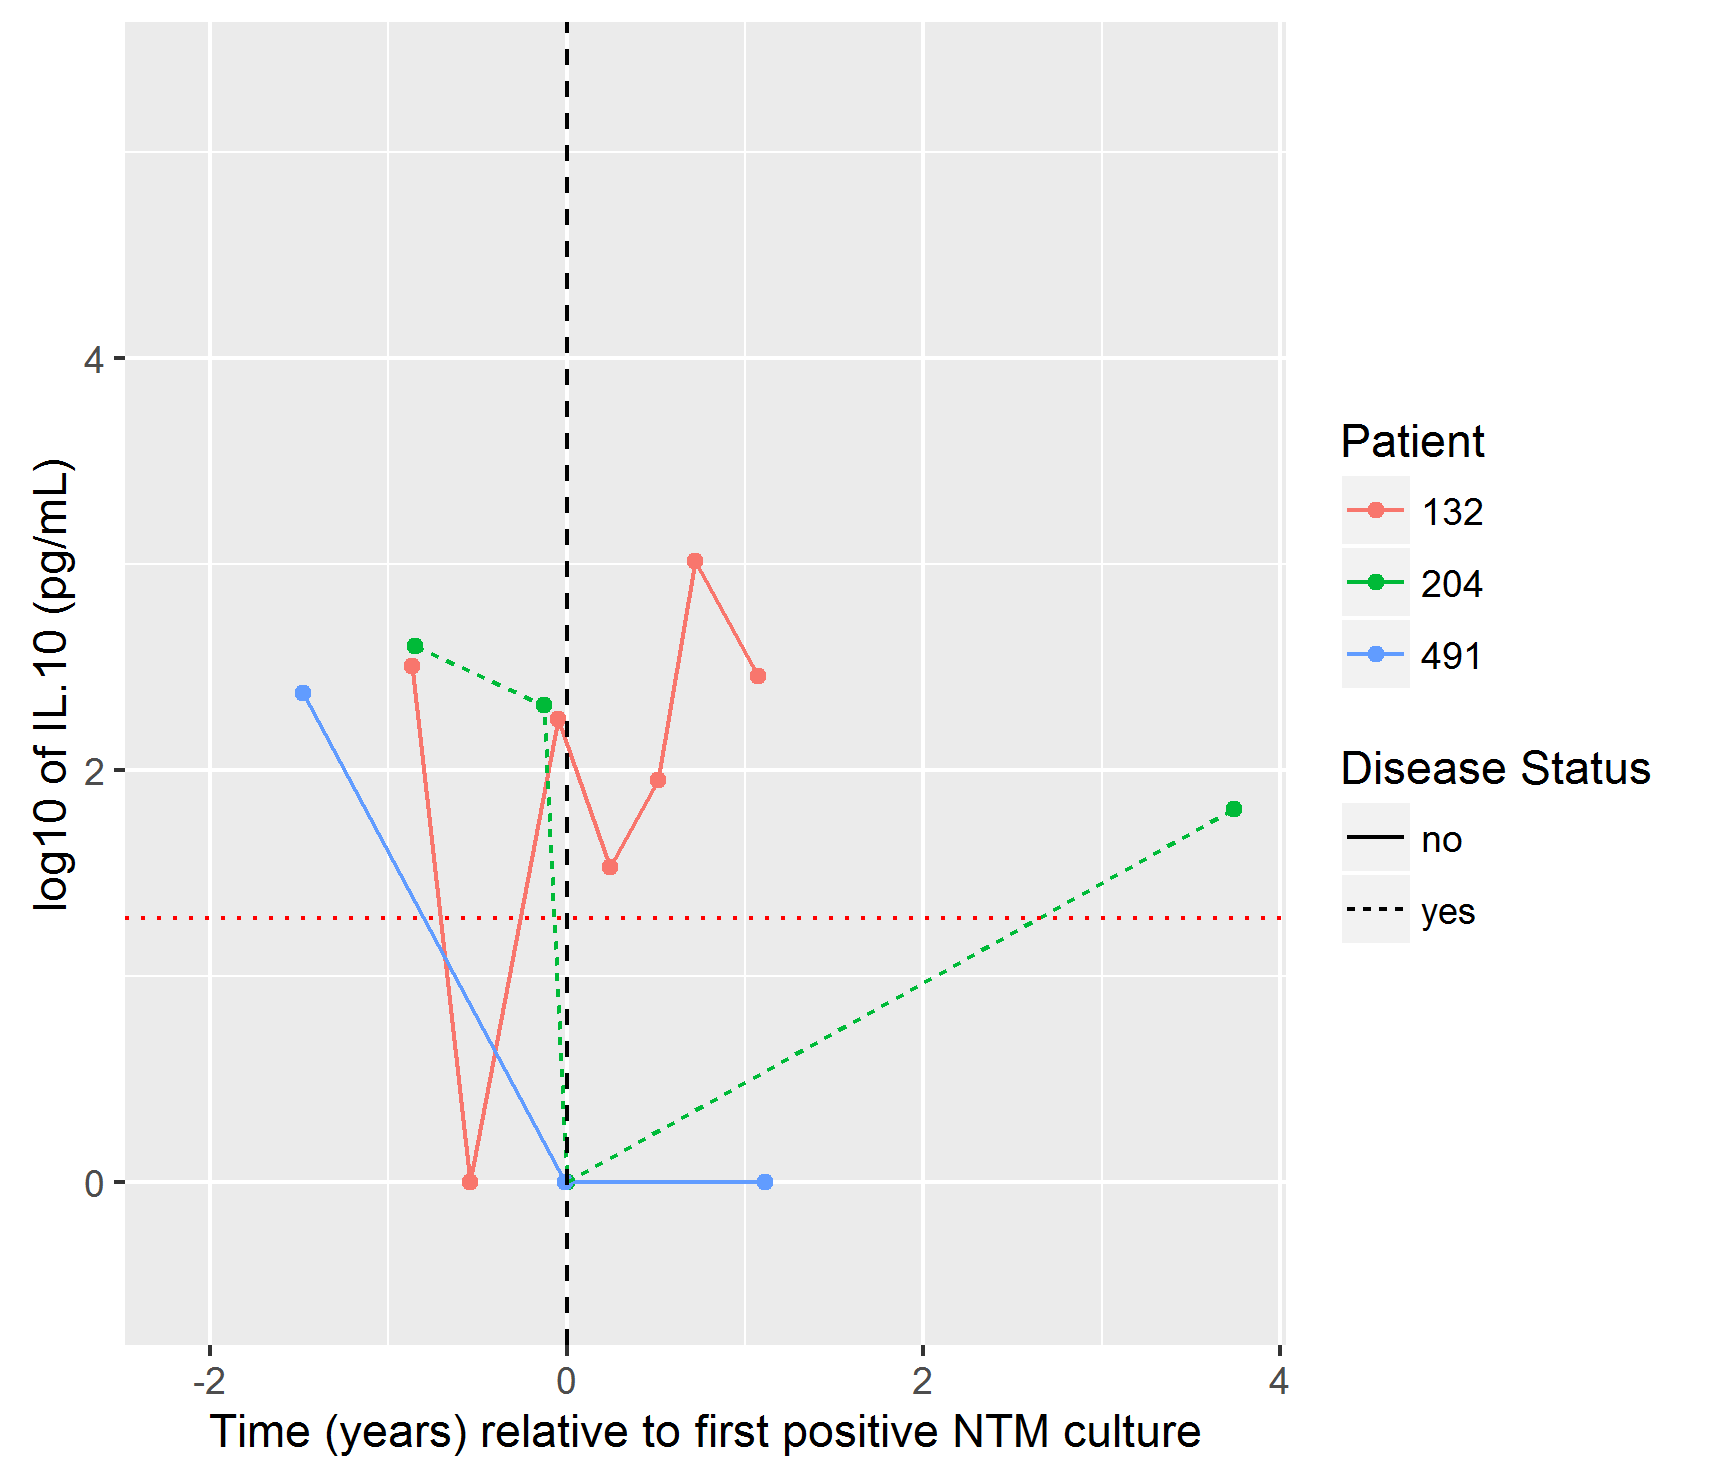 log10 of IL.10 (pg/mL)
4
2
0
-2 0 2 4
Time (years) relative to first positive NTM culture
Patient
132
204
491
Disease Status
no
yes